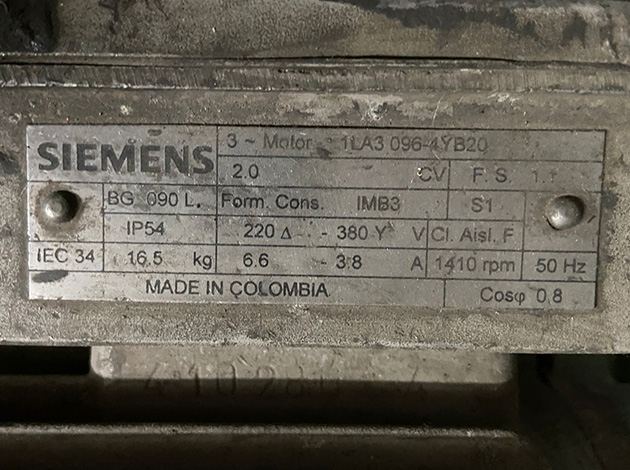 SIEMENS
3 ~ Motor 1LA3 096-4YB20
2.0 CV F. S. 1.1
BG 090 L. Form. Cons. IMB3 S1
IP54 220 Δ - 380 Y V Cl. Aisl. F
IEC 34 16.5 kg 6.6 - 3.8 A 1410 rpm 50 Hz
MADE IN COLOMBIA Cosφ 0.8